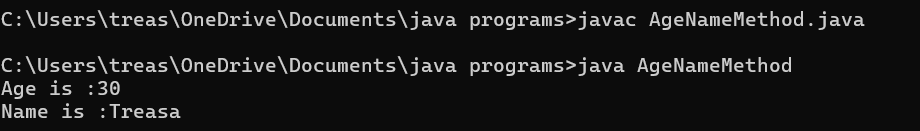 C:\Users\treas\OneDrive\Documents\java programs>javac AgeNameMethod.java
C:\Users\treas\OneDrive\Documents\java programs>java AgeNameMethod
Age is :30
Name is :Treasa